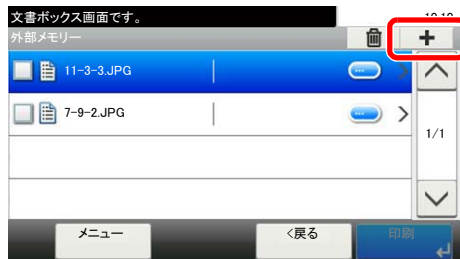 文書ボックス画面です。
外部メモリー
+
11-3-3.JPG
7-9-2.JPG
1/1
メニュー
<戻る
印刷